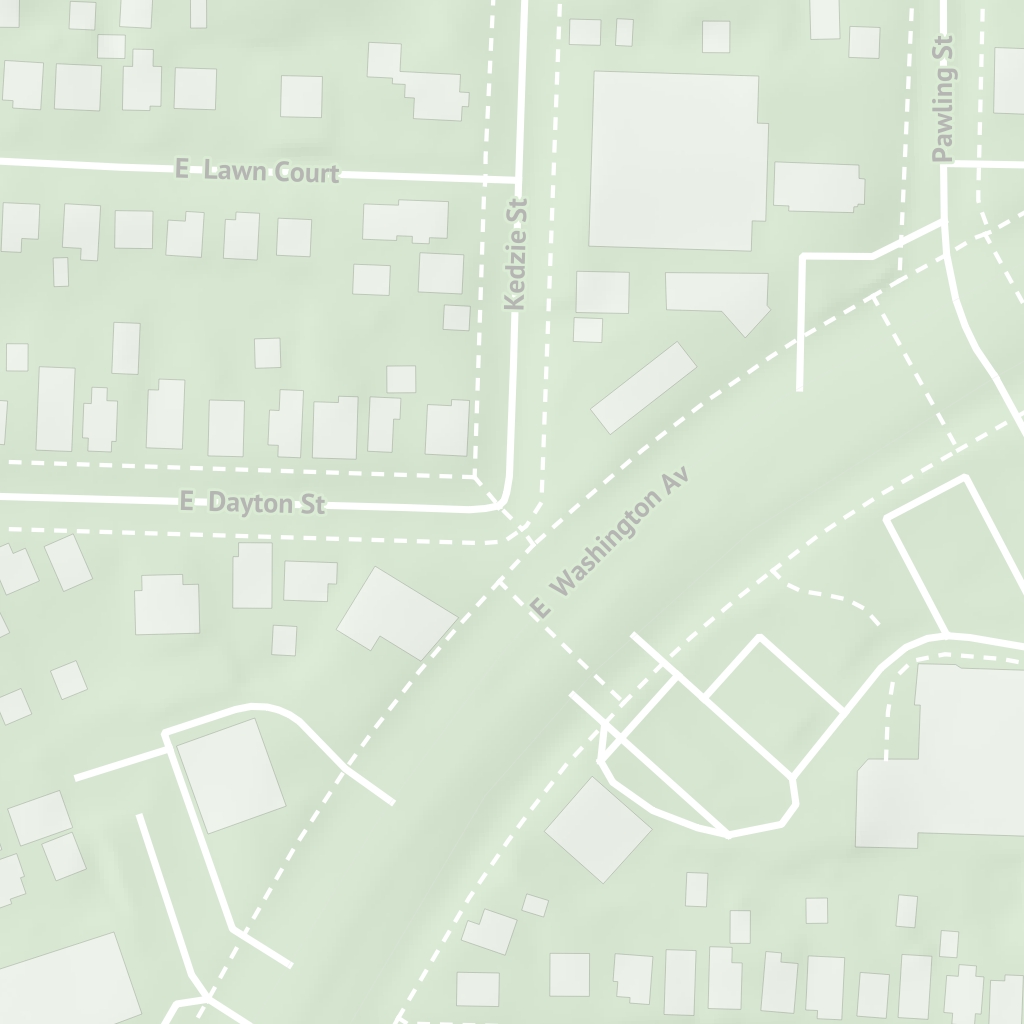 Pawling St
E Lawn Court
Kedzie St
E Dayton St
E Washington Av